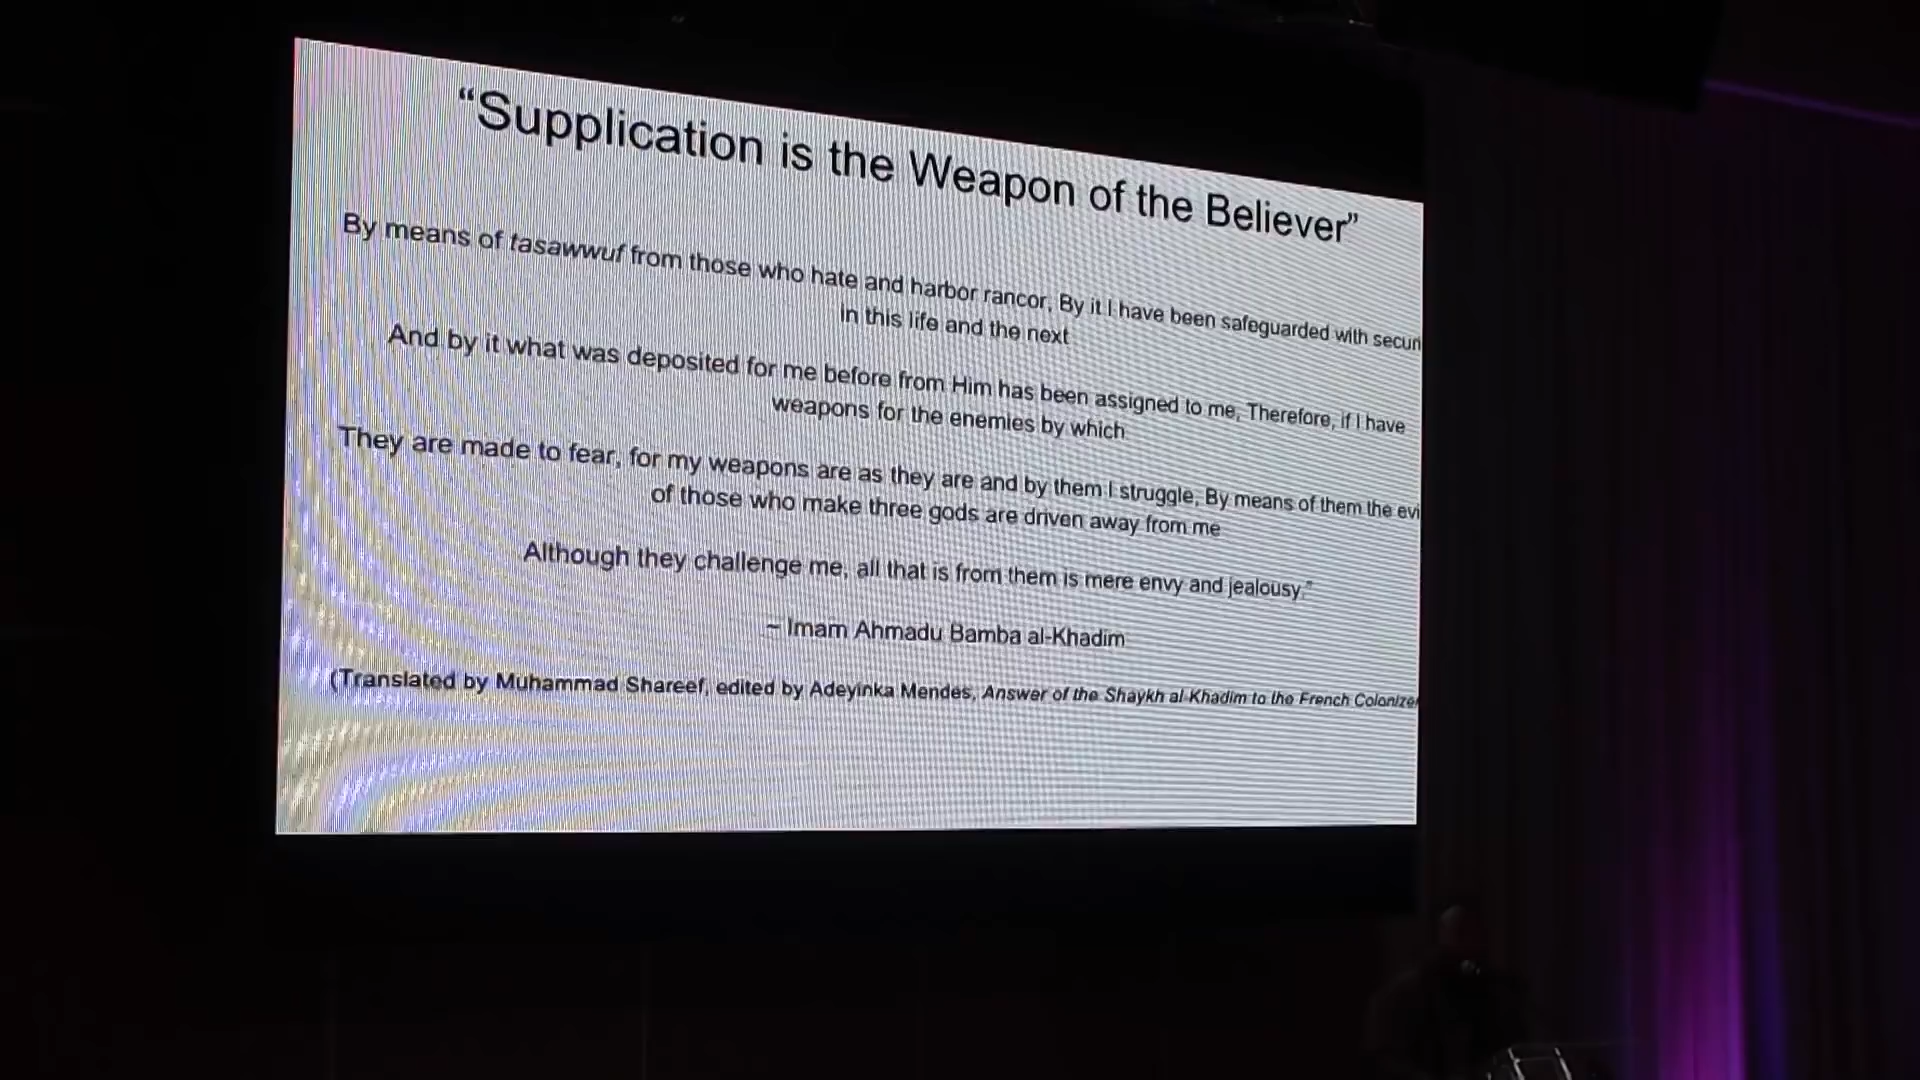 “Supplication is the Weapon of the Believer”
By means of tasawwuf from those who hate and harbor rancor, By it I have been safeguarded with secur
in this life and the next
And by it what was deposited for me before from Him has been assigned to me, Therefore, if I have
weapons for the enemies by which
They are made to fear, for my weapons are as they are and by them I struggle, By means of them the evi
of those who make three gods are driven away from me
Although they challenge me, all that is from them is mere envy and jealousy.”
~ Imam Ahmadu Bamba al-Khadim
(Translated by Muhammad Shareef, edited by Adeyinka Mendes, Answer of the Shaykh al-Khadim to the French Colonizer